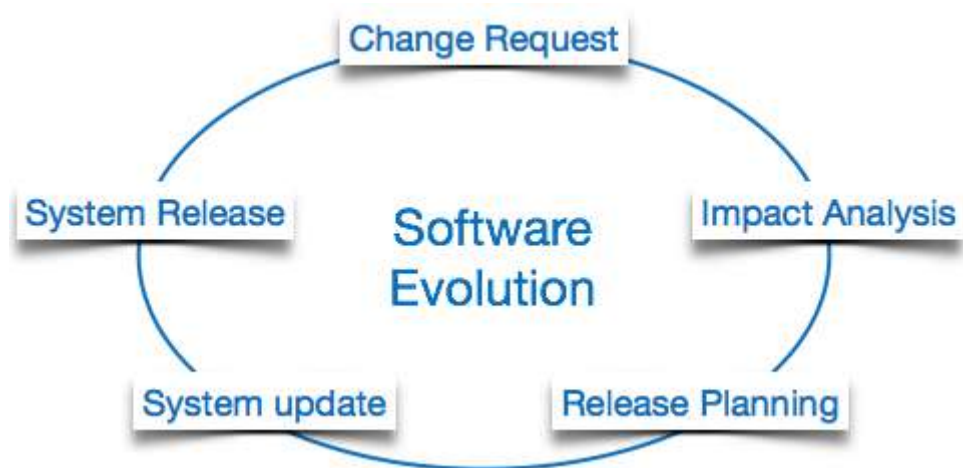 Change Request
System Release
Software
Evolution
Impact Analysis
System update
Release Planning